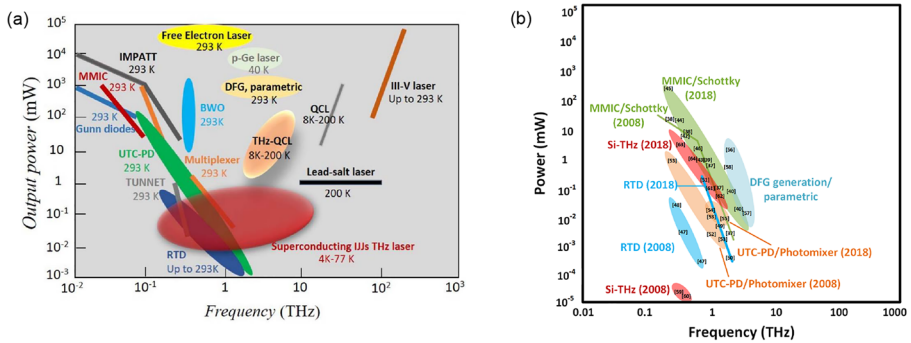 (a)
10^5
10^4
10^3
10^2
10
1
10^-1
10^-2
10^-3
Output power (mW)
Free Electron Laser
293 K
IMPATT
293 K
p-Ge laser
40 K
MMIC
293 K
DFG, parametric
293 K
III-V laser
Up to 293 K
293 K
Gunn diodes
BWO
293K
QCL
8K-200 K
THz-QCL
8K-200 K
UTC-PD
293 K
Multiplexer
293 K
Lead-salt laser
200 K
TUNNET
293 K
Superconducting IJJs THz laser
4K-77 K
RTD
Up to 293K
10^-2
10^-1
1
10
10^2
10^3
Frequency (THz)
(b)
10^5
10^4
10^3
10^2
10
1
10^-1
10^-2
10^-3
10^-4
10^-5
Power (mW)
MMIC/Schottky
(2018)
MMIC/Schottky
(2008)
Si-THz (2018)
RTD (2018)
DFG generation/
parametric
RTD (2008)
UTC-PD/Photomixer (2018)
UTC-PD/Photomixer (2008)
Si-THz (2008)
0.01
0.1
1
10
100
1000
Frequency (THz)